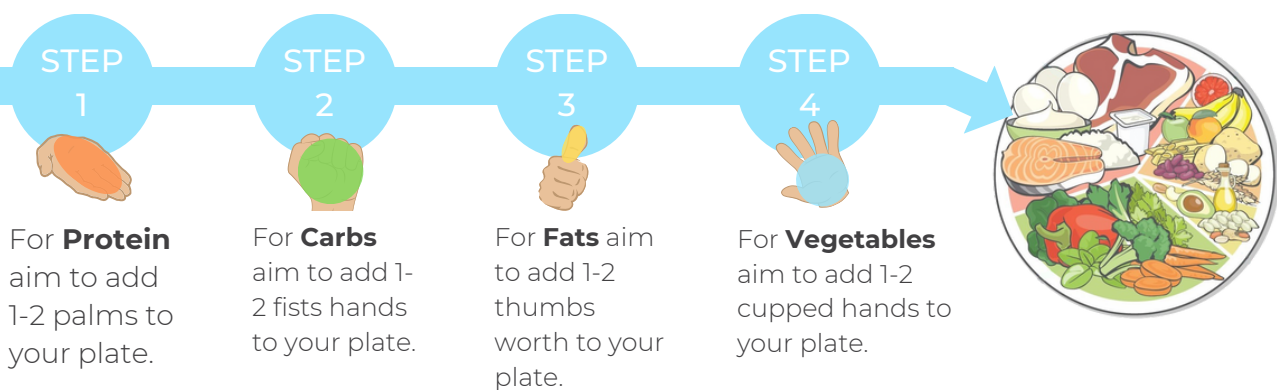 STEP
1
For Protein
aim to add
1-2 palms to
your plate.
STEP
2
For Carbs
aim to add 1-
2 fists hands
to your plate.
STEP
3
For Fats aim
to add 1-2
thumbs
worth to your
plate.
STEP
4
For Vegetables
aim to add 1-2
cupped hands to
your plate.